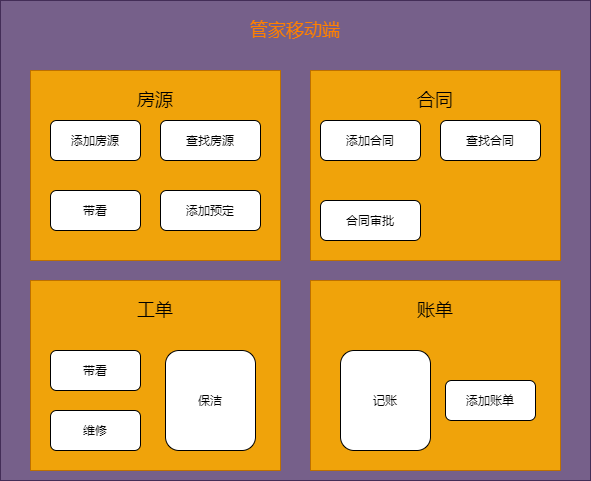 管家移动端
房源
添加房源
查找房源
带看
添加预定
合同
添加合同
查找合同
合同审批
工单
带看
维修
保洁
账单
记账
添加账单